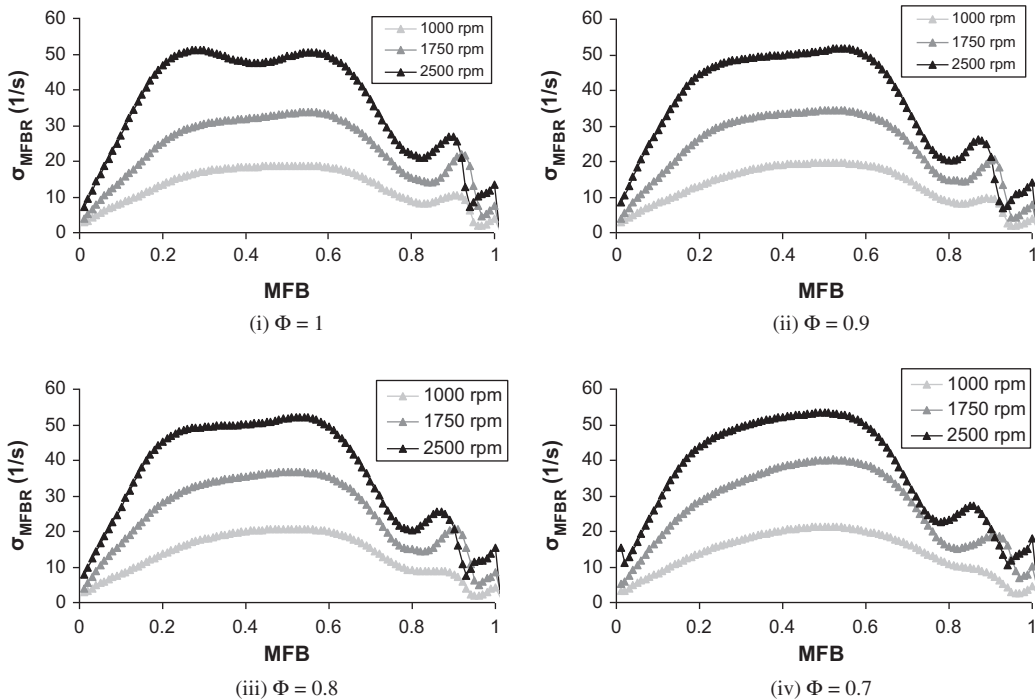 60
50
40
30
20
10
0
σMFBR (1/s)
1000 rpm
1750 rpm
2500 rpm
0 0.2 0.4 0.6 0.8 1
MFB
(i) Φ = 1
60
50
40
30
20
10
0
σMFBR (1/s)
1000 rpm
1750 rpm
2500 rpm
0 0.2 0.4 0.6 0.8 1
MFB
(ii) Φ = 0.9
60
50
40
30
20
10
0
σMFBR (1/s)
1000 rpm
1750 rpm
2500 rpm
0 0.2 0.4 0.6 0.8 1
MFB
(iii) Φ = 0.8
60
50
40
30
20
10
0
σMFBR (1/s)
1000 rpm
1750 rpm
2500 rpm
0 0.2 0.4 0.6 0.8 1
MFB
(iv) Φ = 0.7